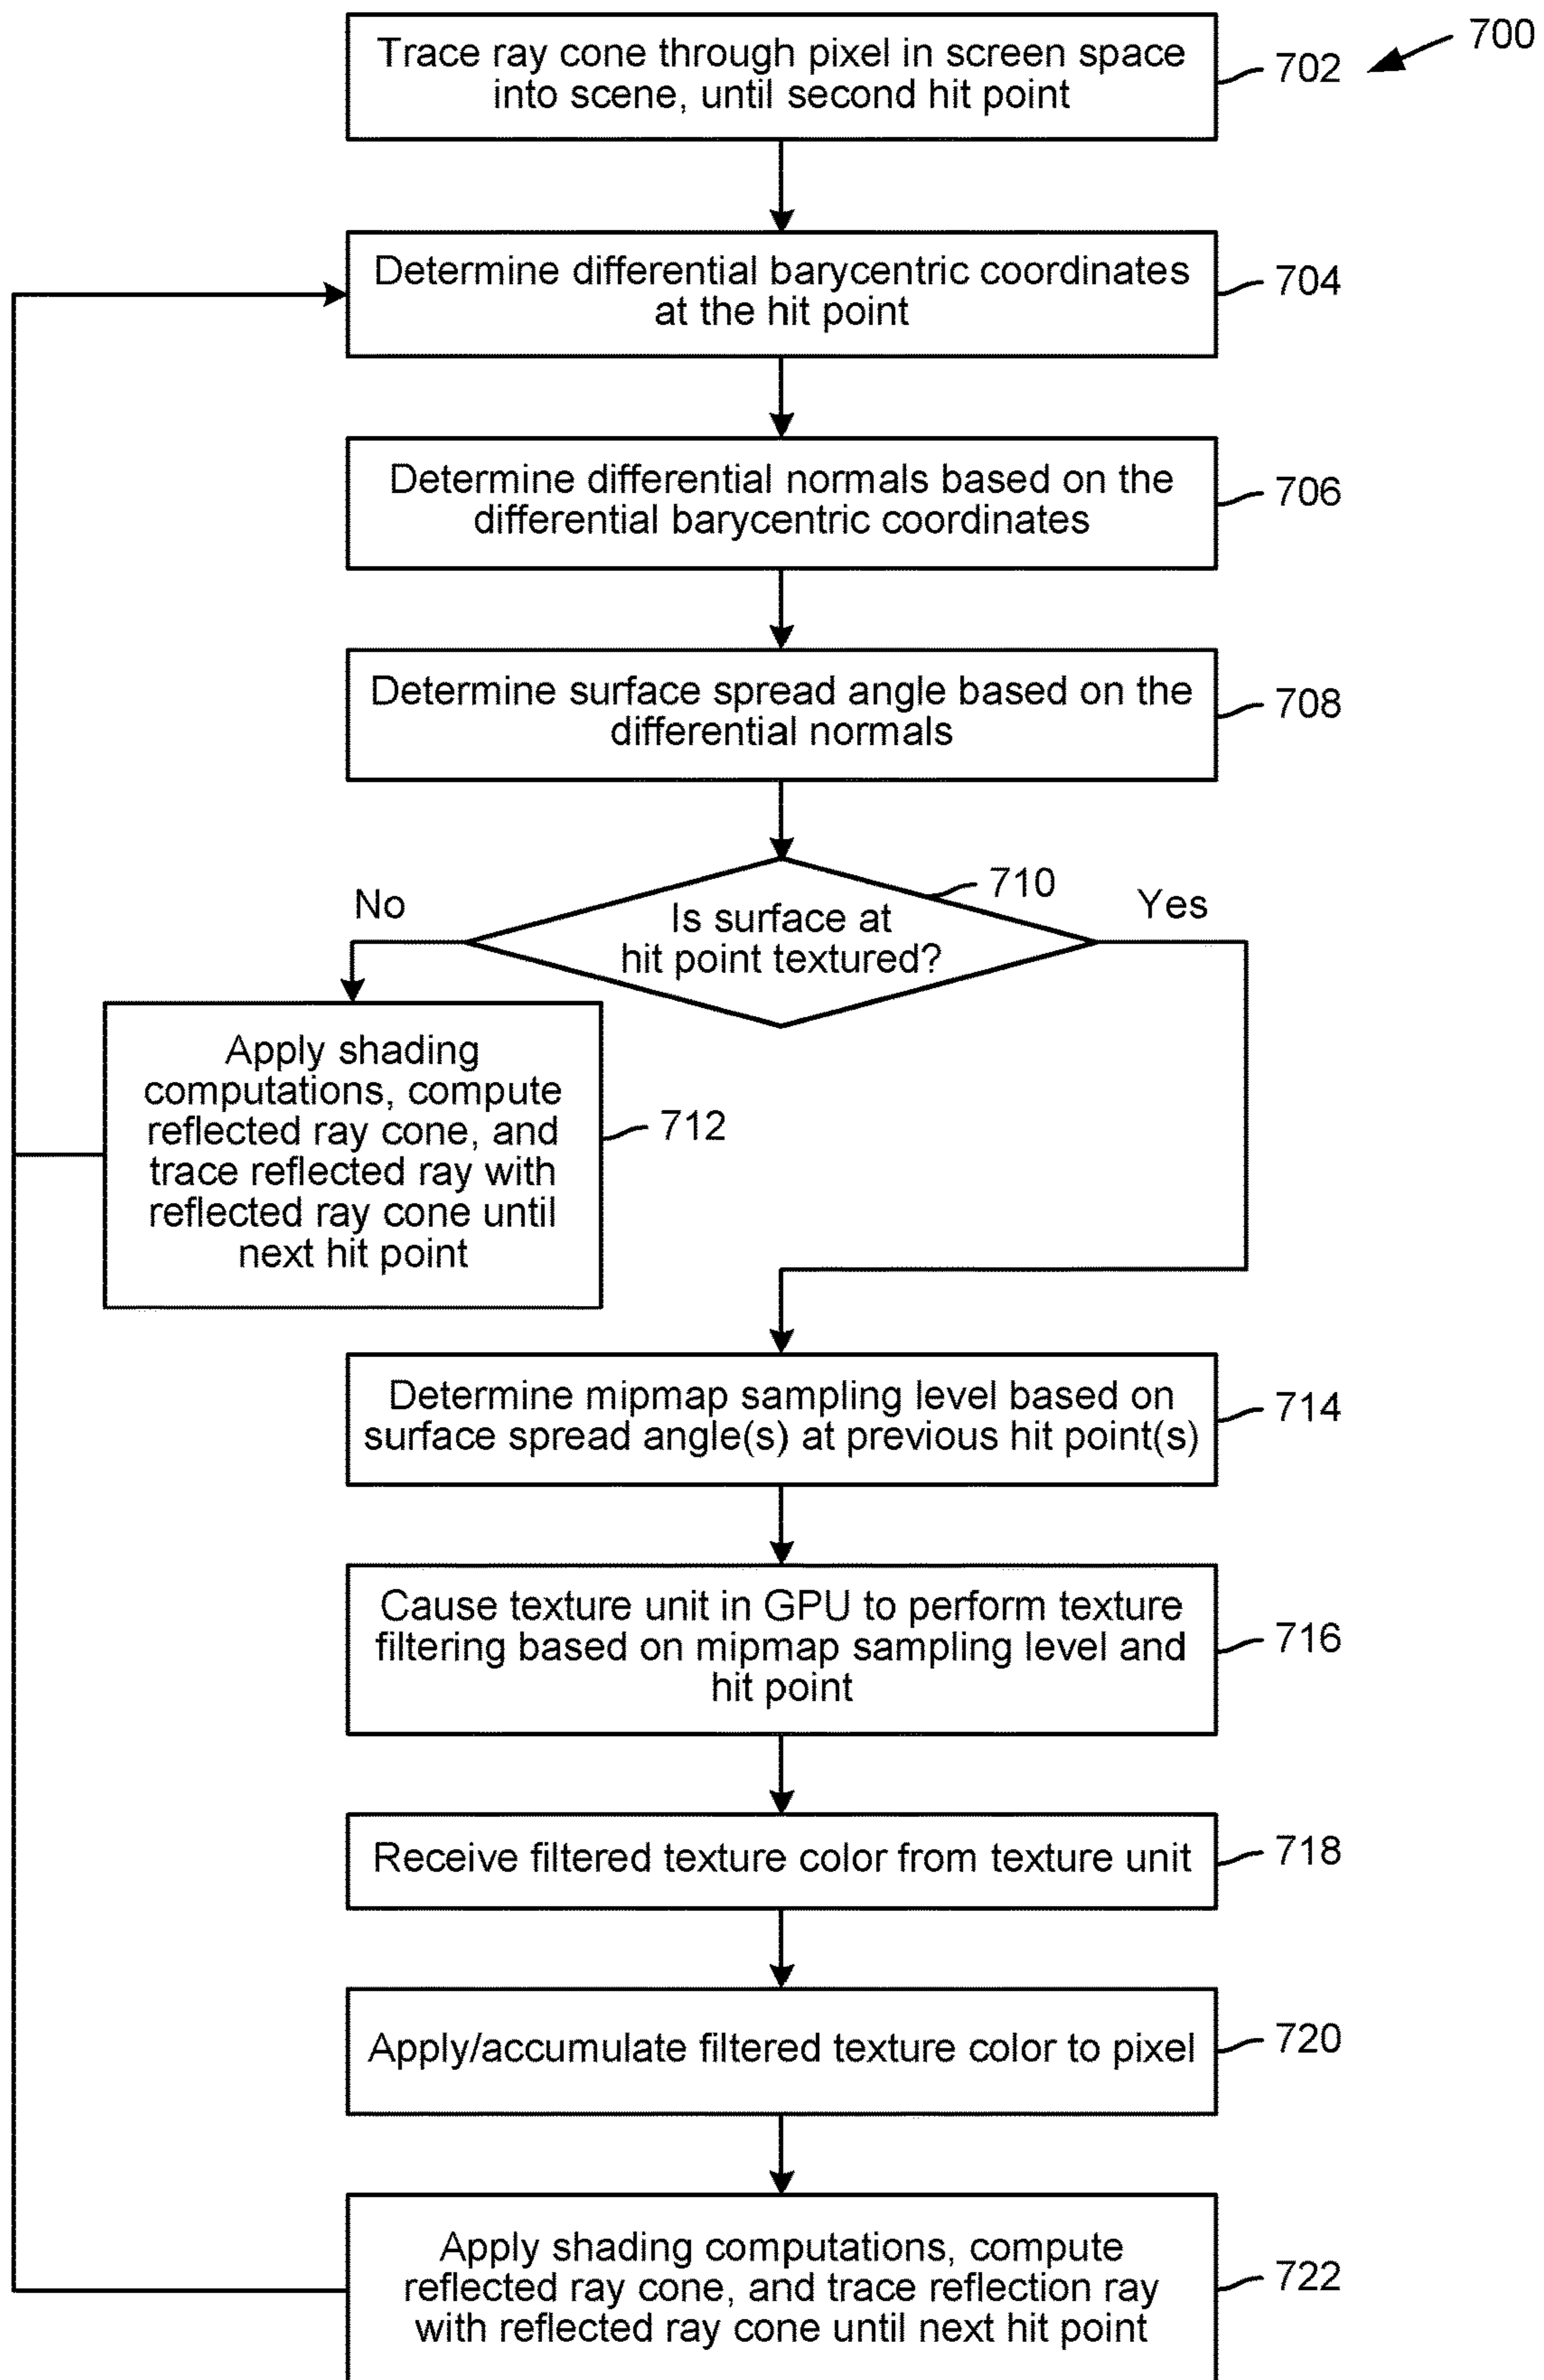 700
Trace ray cone through pixel in screen space
into scene, until second hit point
702
Determine differential barycentric coordinates
at the hit point
704
Determine differential normals based on the
differential barycentric coordinates
706
Determine surface spread angle based on the
differential normals
708
710
No
Is surface at
hit point textured?
Yes
Apply shading
computations, compute
reflected ray cone, and
trace reflected ray with
reflected ray cone until
next hit point
712
Determine mipmap sampling level based on
surface spread angle(s) at previous hit point(s)
714
Cause texture unit in GPU to perform texture
filtering based on mipmap sampling level and
hit point
716
Receive filtered texture color from texture unit
718
Apply/accumulate filtered texture color to pixel
720
Apply shading computations, compute
reflected ray cone, and trace reflection ray
with reflected ray cone until next hit point
722